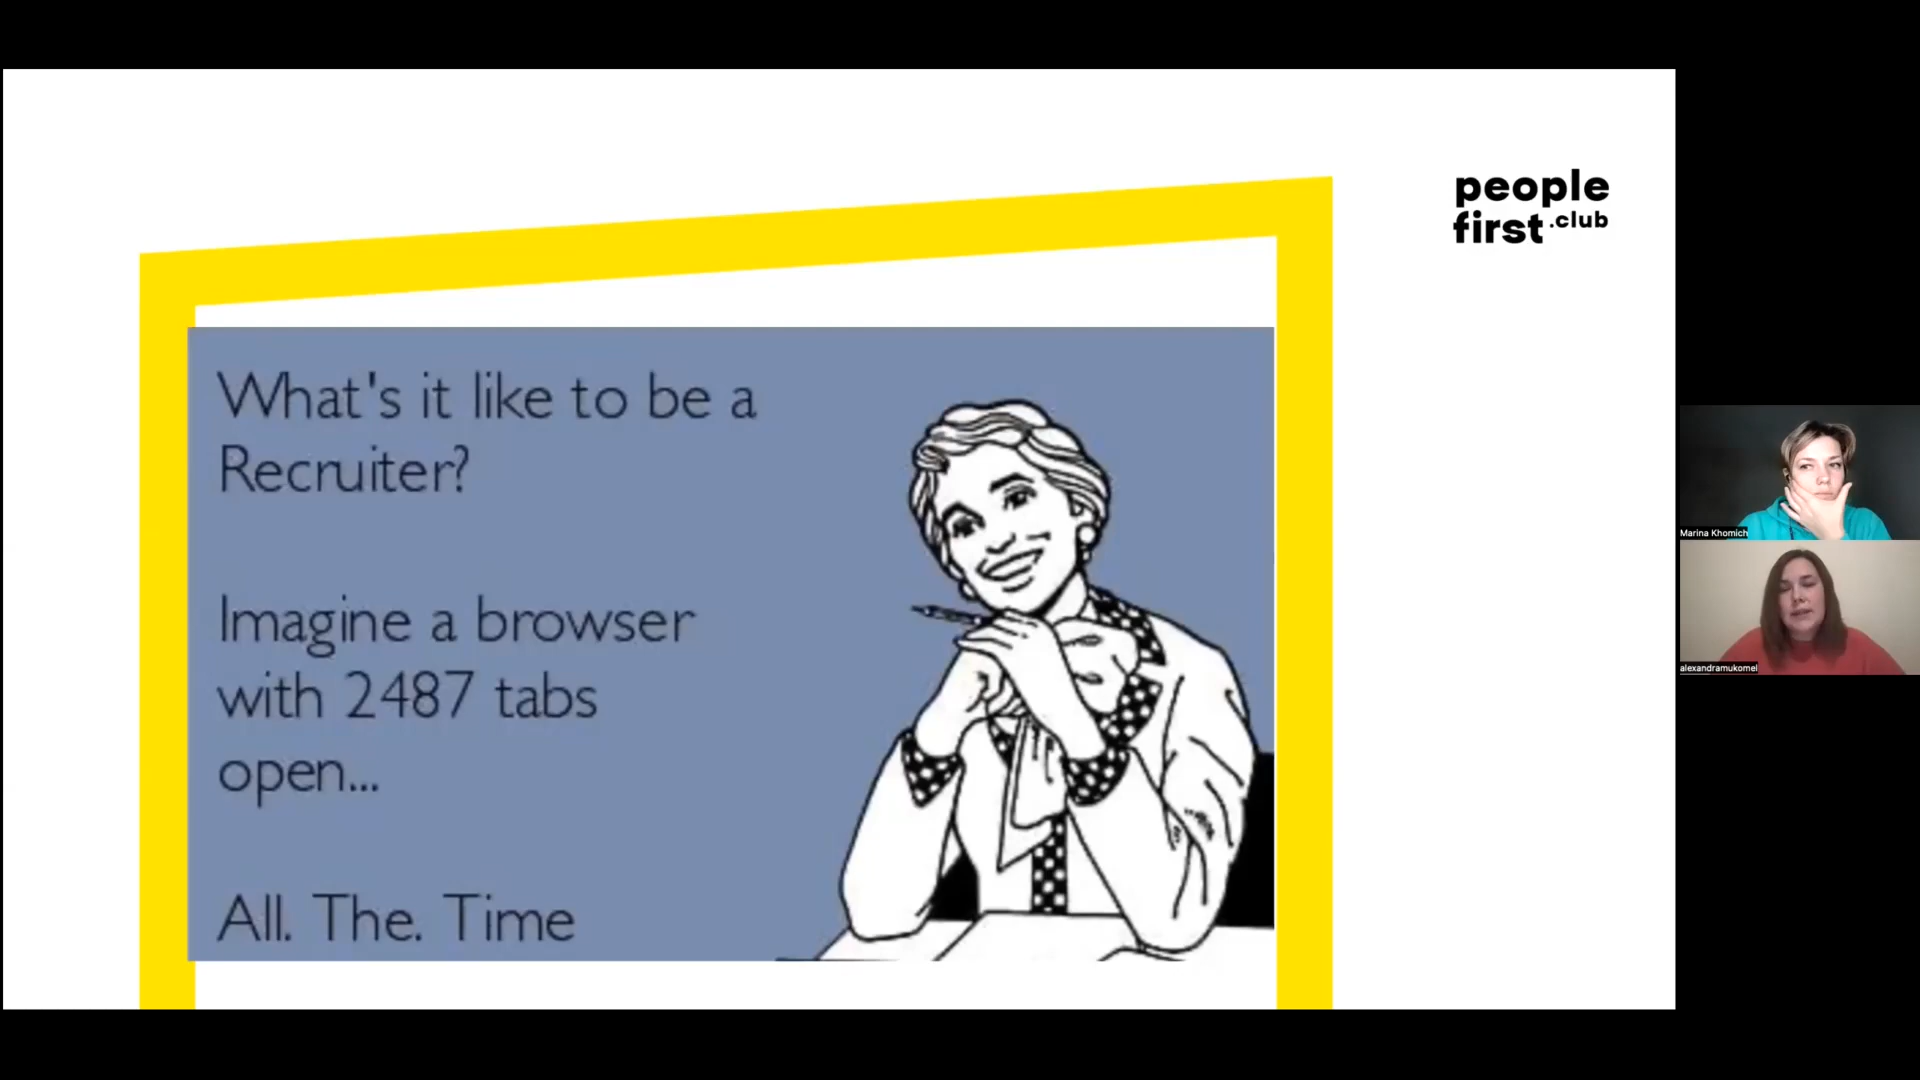 people
first .club
What's it like to be a
Recruiter?
Imagine a browser
with 2487 tabs
open...
All. The. Time
Marina Khomich
alexandramukomel